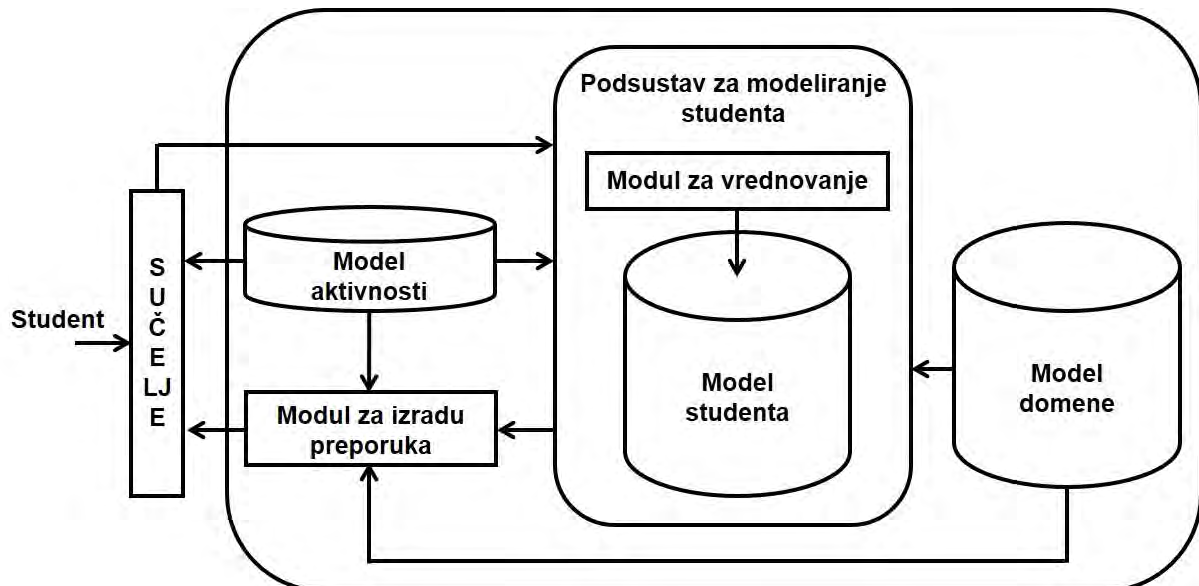 Podsustav za modeliranje
studenta
Modul za vrednovanje
Student
S
U
Č
E
LJ
E
Model
aktivnosti
Modul za izradu
preporuka
Model
studenta
Model
domene